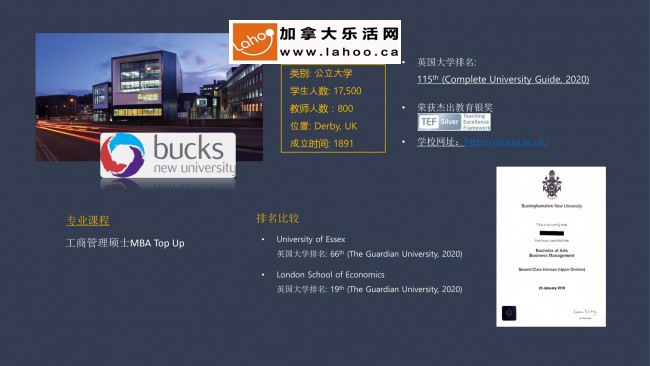 Lahoo
加拿大乐活网
www.lahoo.ca
类别: 公立大学
学生人数: 17,500
教师人数 : 800
位置: Derby, UK
成立时间: 1891
bucks
new university
• 英国大学排名:
115th (Complete University Guide, 2020)
• 荣获杰出教育银奖
TEF Silver Teaching
Excellence
Framework
• 学校网址： https://bucks.ac.uk/
专业课程
工商管理硕士MBA Top Up
排名比较
• University of Essex
英国大学排名: 66th (The Guardian University, 2020)
• London School of Economics
英国大学排名: 19th (The Guardian University, 2020)
Buckinghamshire New University
This is to certify that
has been awarded the
Bachelor of Arts
Business Management
Second Class Honours (Upper Division)